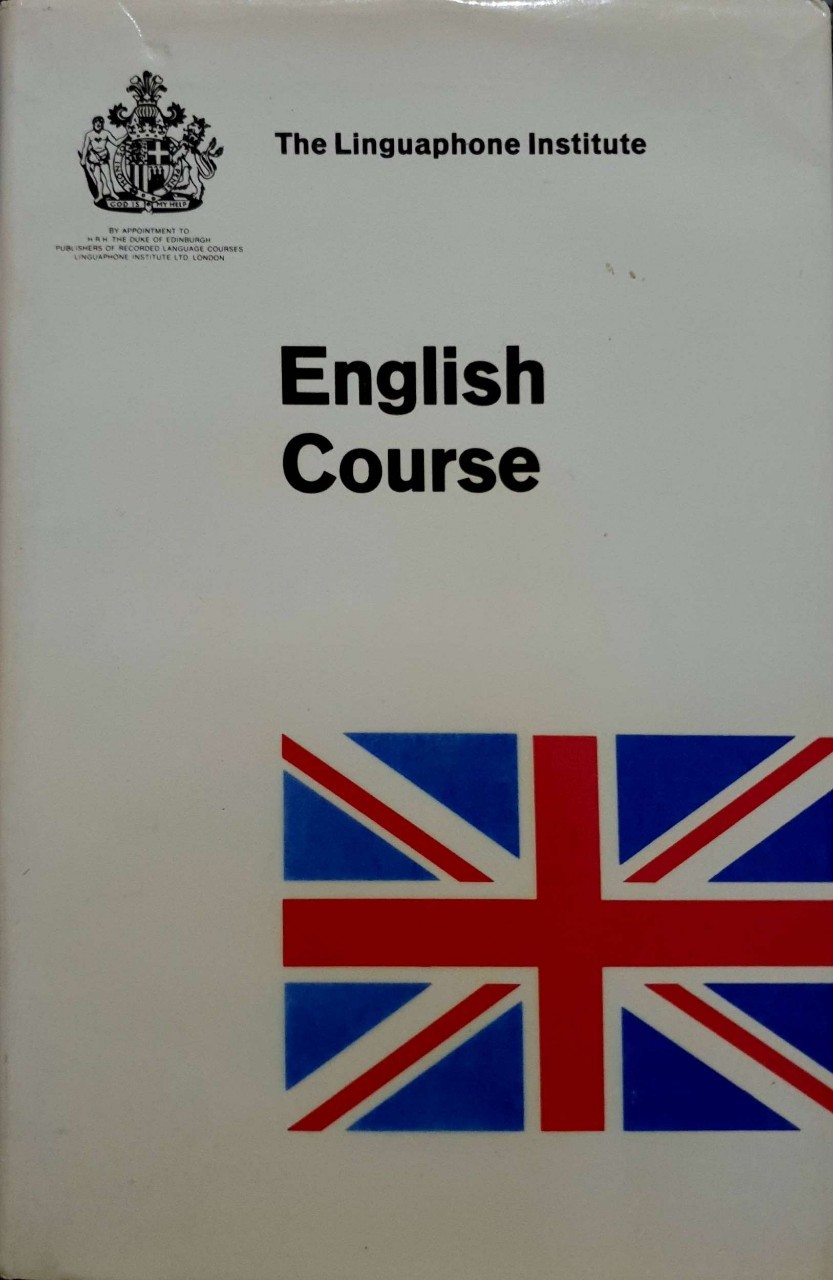 GOD IS MY HELP
BY APPOINTMENT TO
H R H THE DUKE OF EDINBURGH
PUBLISHERS OF RECORDED LANGUAGE COURSES
LINGUAPHONE INSTITUTE LTD LONDON
The Linguaphone Institute
English
Course